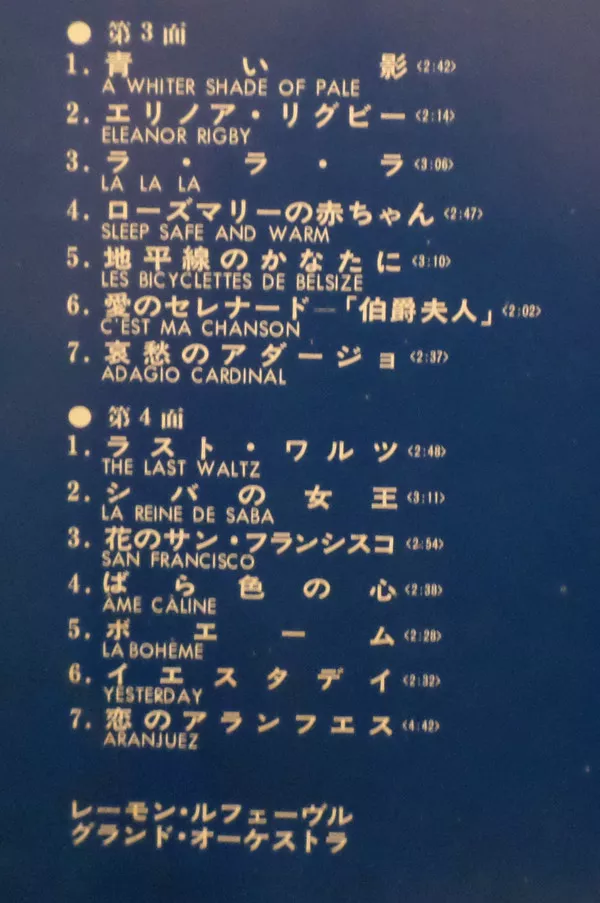 ● 第3面
1. 青い影〈2:42〉
A WHITER SHADE OF PALE
2. エリノア・リグビー〈2:14〉
ELEANOR RIGBY
3. ラ・ラ・ラ〈3:06〉
LA LA LA
4. ローズマリーの赤ちゃん〈2:47〉
SLEEP SAFE AND WARM
5. 地平線のかなたに〈3:10〉
LES BICYCLETTES DE BELSIZE
6. 愛のセレナード―「伯爵夫人」〈2:02〉
C'EST MA CHANSON
7. 哀愁のアダージョ〈2:37〉
ADAGIO CARDINAL
● 第4面
1. ラスト・ワルツ〈2:48〉
THE LAST WALTZ
2. シバの女王〈3:11〉
LA REINE DE SABA
3. 花のサン・フランシスコ〈2:54〉
SAN FRANCISCO
4. ばら色の心〈2:38〉
ÂME CÂLINE
5. ボエーム〈2:28〉
LA BOHÈME
6. イエスタデイ〈2:32〉
YESTERDAY
7. 恋のアランフエス〈4:42〉
ARANJUEZ
レーモン・ルフェーヴル
グランド・オーケストラ